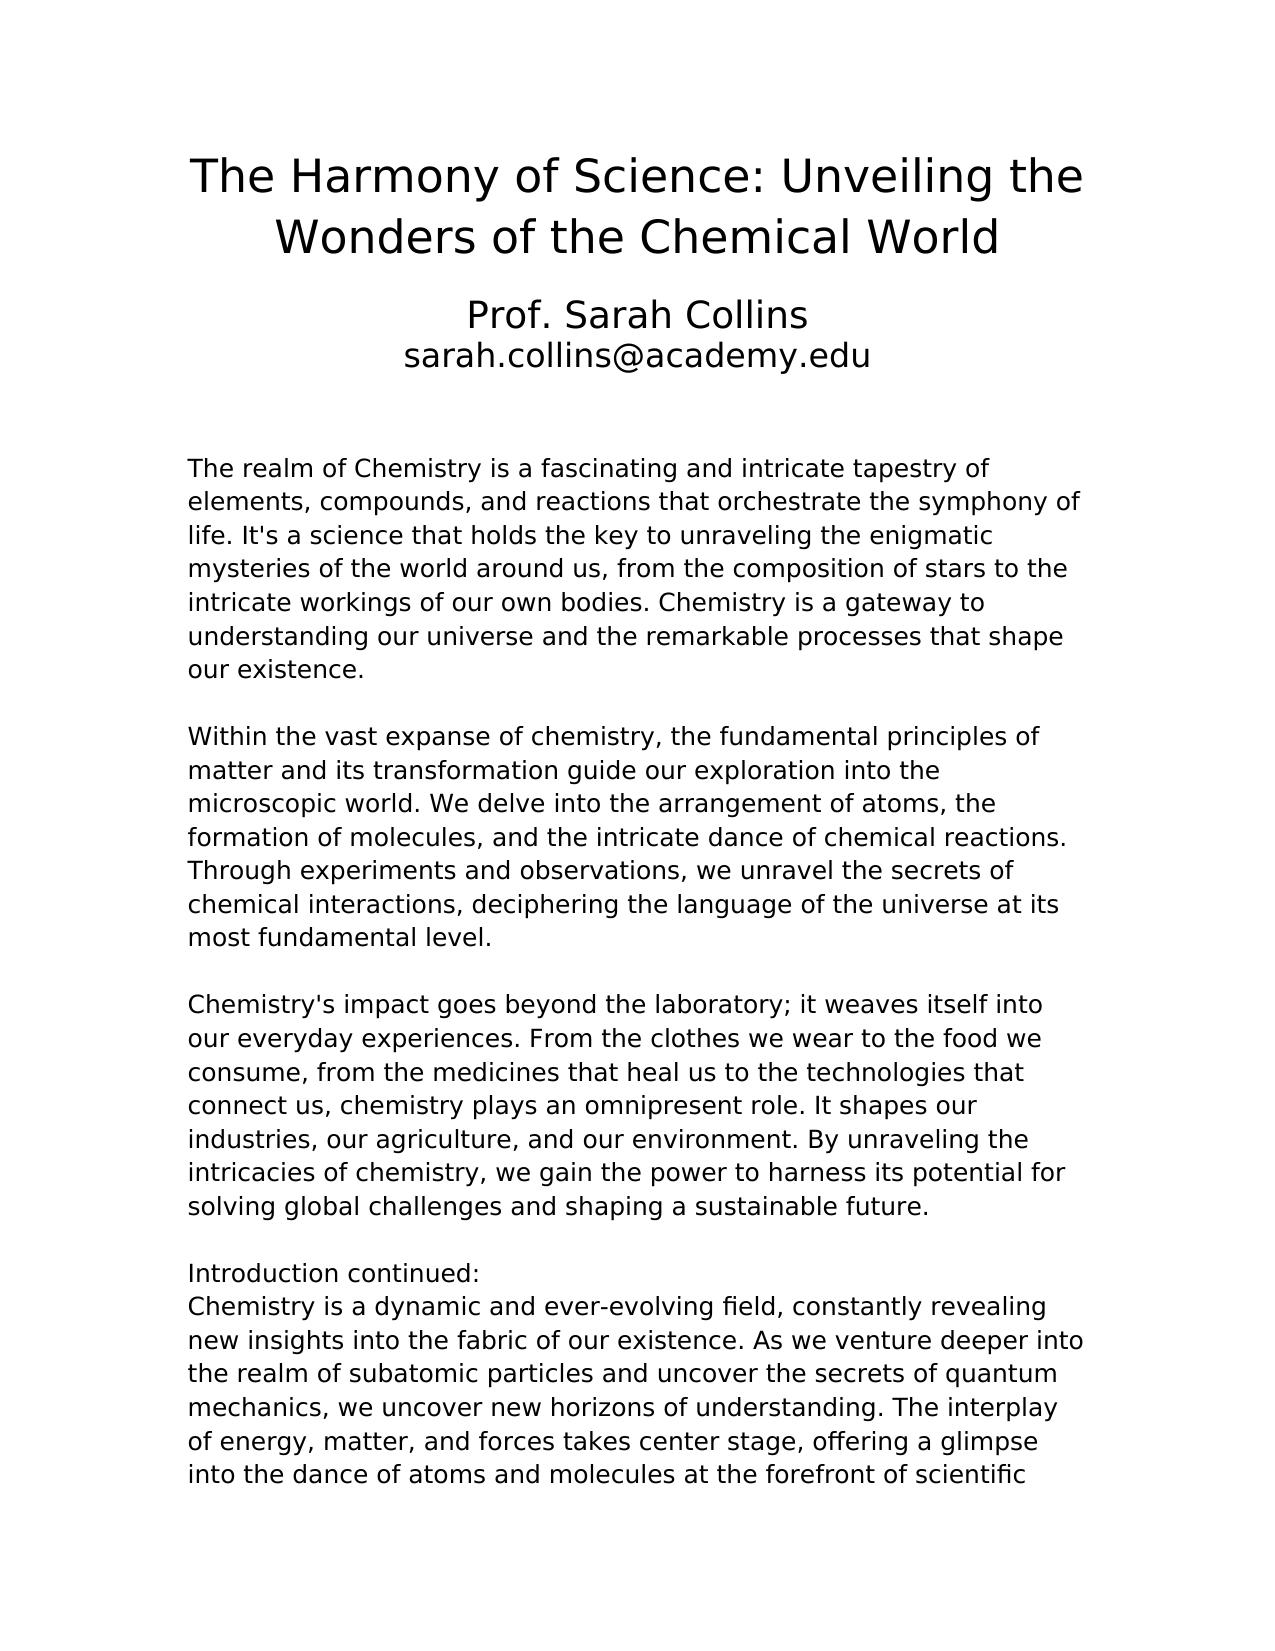 The Harmony of Science: Unveiling the
Wonders of the Chemical World
Prof. Sarah Collins
sarah.collins@academy.edu
The realm of Chemistry is a fascinating and intricate tapestry of
elements, compounds, and reactions that orchestrate the symphony of
life. It's a science that holds the key to unraveling the enigmatic
mysteries of the world around us, from the composition of stars to the
intricate workings of our own bodies. Chemistry is a gateway to
understanding our universe and the remarkable processes that shape
our existence.
Within the vast expanse of chemistry, the fundamental principles of
matter and its transformation guide our exploration into the
microscopic world. We delve into the arrangement of atoms, the
formation of molecules, and the intricate dance of chemical reactions.
Through experiments and observations, we unravel the secrets of
chemical interactions, deciphering the language of the universe at its
most fundamental level.
Chemistry's impact goes beyond the laboratory; it weaves itself into
our everyday experiences. From the clothes we wear to the food we
consume, from the medicines that heal us to the technologies that
connect us, chemistry plays an omnipresent role. It shapes our
industries, our agriculture, and our environment. By unraveling the
intricacies of chemistry, we gain the power to harness its potential for
solving global challenges and shaping a sustainable future.
Introduction continued:
Chemistry is a dynamic and ever-evolving field, constantly revealing
new insights into the fabric of our existence. As we venture deeper into
the realm of subatomic particles and uncover the secrets of quantum
mechanics, we uncover new horizons of understanding. The interplay
of energy, matter, and forces takes center stage, offering a glimpse
into the dance of atoms and molecules at the forefront of scientific